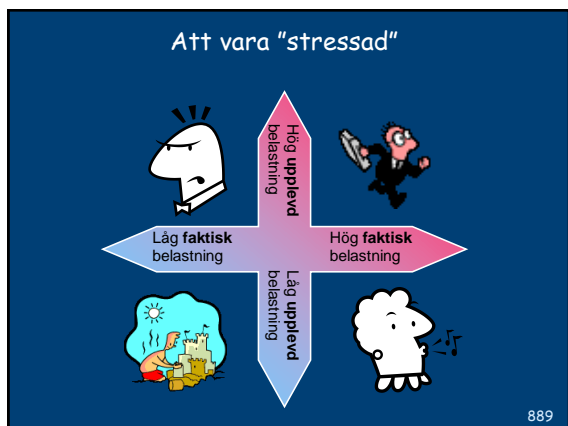 Att vara ”stressad”
Hög upplevd
belastning
Låg faktisk
belastning
Hög faktisk
belastning
Låg upplevd
belastning
889